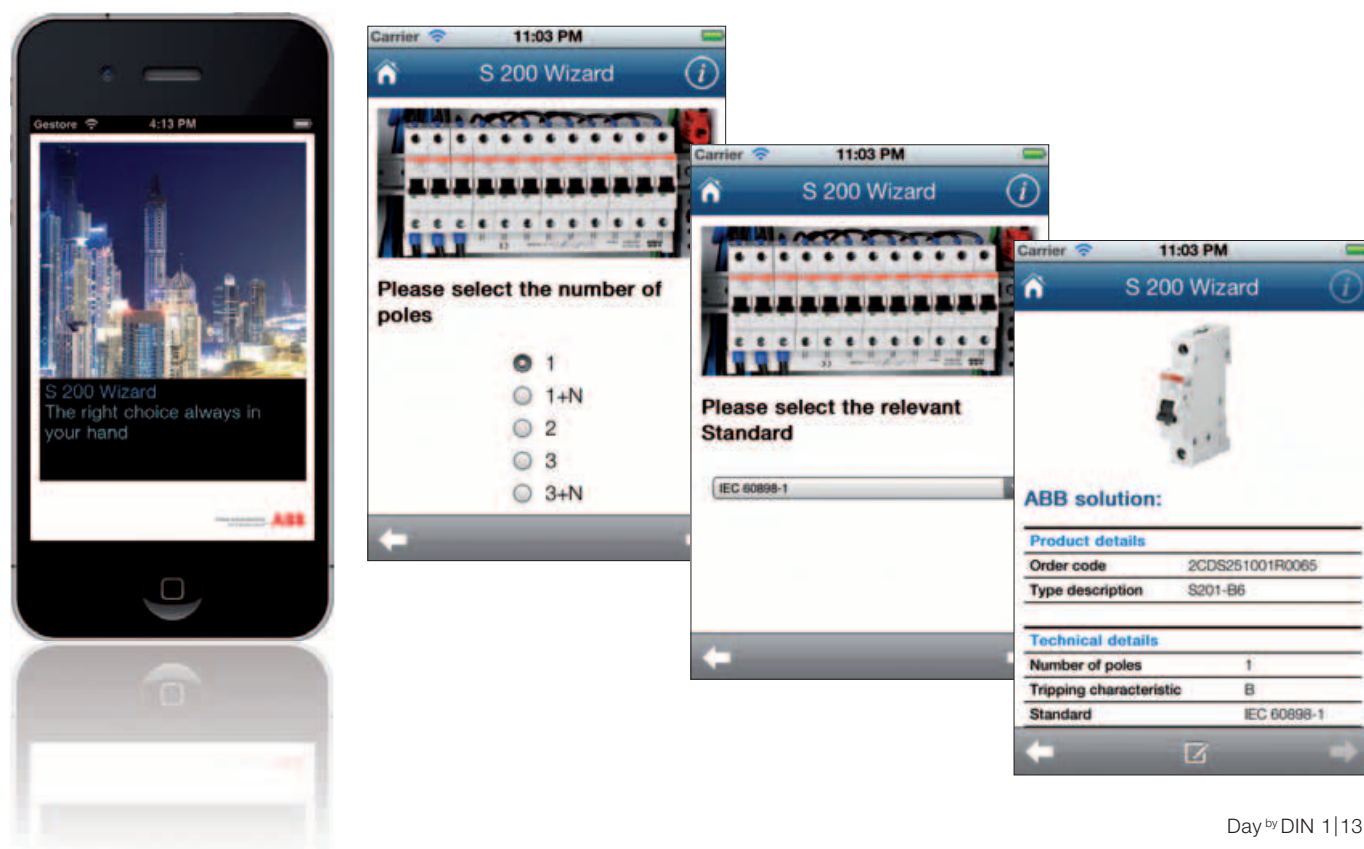 Gestore 4:13 PM
S 200 Wizard
The right choice always in
your hand
ABB
Carrier 11:03 PM
S 200 Wizard
i
Please select the number of
poles
1
1+N
2
3
3+N
Carrier 11:03 PM
S 200 Wizard
i
Please select the relevant
Standard
IEC 60898-1
Carrier 11:03 PM
S 200 Wizard
i
ABB solution:
Product details
Order code 2CDS251001R0065
Type description S201-B6
Technical details
Number of poles 1
Tripping characteristic B
Standard IEC 60898-1
Day by DIN 1|13